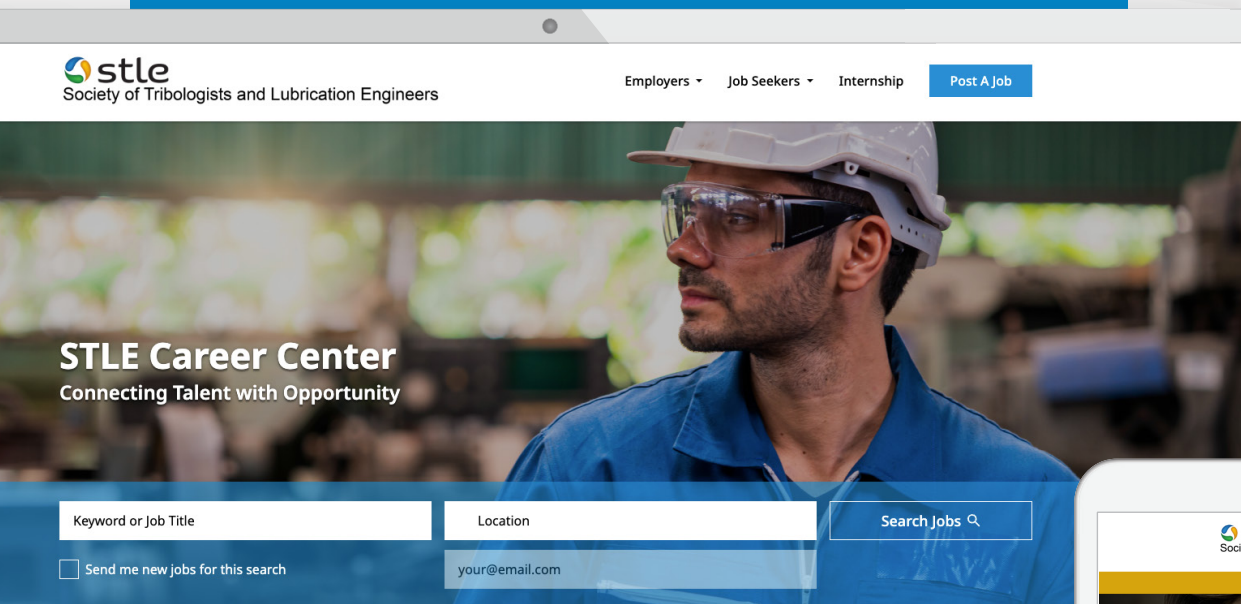 stle
Society of Tribologists and Lubrication Engineers
Employers
Job Seekers
Internship
Post A Job
STLE Career Center
Connecting Talent with Opportunity
Keyword or Job Title
Location
Search Jobs
Send me new jobs for this search
your@email.com
Soci